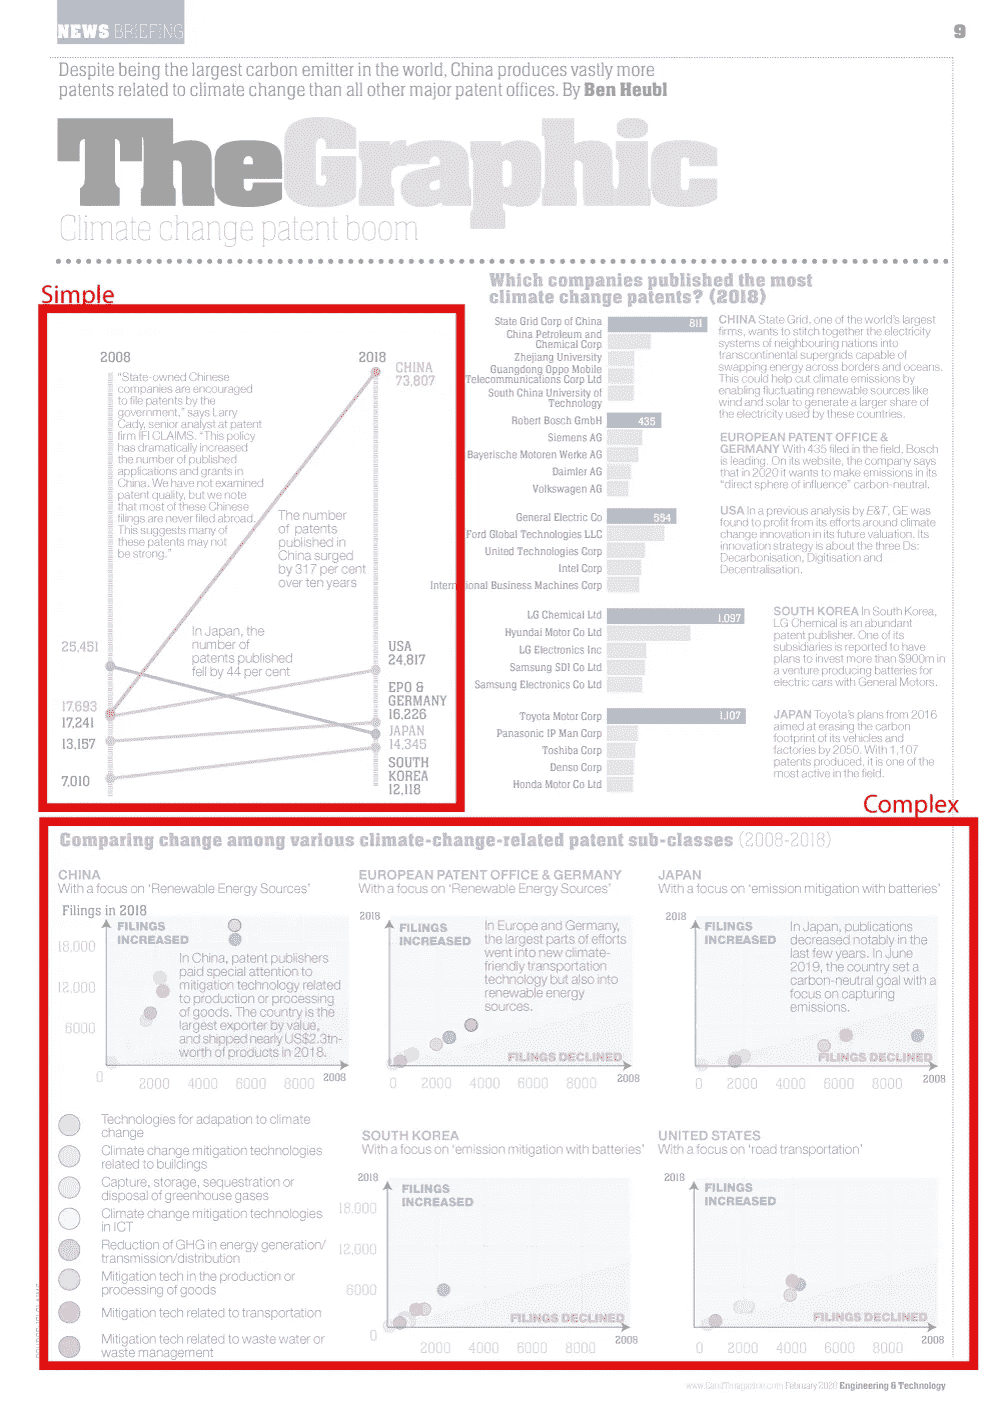 NEWS BRIEFING
9
Despite being the largest carbon emitter in the world, China produces vastly more
patents related to climate change than all other major patent offices. By Ben Heubl
TheGraphic
Climate change patent boom
Simple
2008
2018
CHINA
73,807
"State-owned Chinese
companies are encouraged
to file patents by the
government," says Larry
Cady, senior analyst at patent
firm IFI CLAIMS. "This policy
has dramatically increased
the number of published
applications and grants in
China. We have not examined
patent quality, but we note
that most of these Chinese
filings are never filed abroad.
This suggests many of
these patents may not
be strong."
The number
of patents
published in
China surged
by 317 per cent
over ten years
In Japan, the
number of
patents published
fell by 44 per cent
25,451
17,693
17,241
13,157
7,010
USA
24,817
EPO &
GERMANY
16,226
JAPAN
14,345
SOUTH
KOREA
12,118
Which companies published the most
climate change patents? (2018)
State Grid Corp of China
811
China Petroleum and
Chemical Corp
Zhejiang University
Guangdong Oppo Mobile
Telecommunications Corp Ltd
South China University of
Technology
Robert Bosch GmbH
435
Siemens AG
Bayerische Motoren Werke AG
Daimler AG
Volkswagen AG
General Electric Co
554
Ford Global Technologies LLC
United Technologies Corp
Intel Corp
International Business Machines Corp
LG Chemical Ltd
1,097
Hyundai Motor Co Ltd
LG Electronics Inc
Samsung SDI Co Ltd
Samsung Electronics Co Ltd
Toyota Motor Corp
1,107
Panasonic IP Man Corp
Toshiba Corp
Denso Corp
Honda Motor Co Ltd
CHINA State Grid, one of the world's largest
firms, wants to stitch together the electricity
systems of neighbouring nations into
transcontinental supergrids capable of
swapping energy across borders and oceans.
This could help cut climate emissions by
enabling fluctuating renewable sources like
wind and solar to generate a larger share of
the electricity used by these countries.
EUROPEAN PATENT OFFICE &
GERMANY With 435 filed in the field, Bosch
is leading. On its website, the company says
that in 2020 it wants to make emissions in its
"direct sphere of influence" carbon-neutral.
USA In a previous analysis by E&T, GE was
found to profit from its efforts around climate
change innovation in its future valuation. Its
innovation strategy is about the three Ds:
Decarbonisation, Digitisation and
Decentralisation.
SOUTH KOREA In South Korea,
LG Chemical is an abundant
patent publisher. One of its
subsidiaries is reported to have
plans to invest more than $900m in
a venture producing batteries for
electric cars with General Motors.
JAPAN Toyota's plans from 2016
aimed at erasing the carbon
footprint of its vehicles and
factories by 2050. With 1,107
patents produced, it is one of the
most active in the field.
Complex
Comparing change among various climate-change-related patent sub-classes (2008-2018)
CHINA
With a focus on 'Renewable Energy Sources'
Filings in 2018
FILINGS
INCREASED
18,000
12,000
6000
0
2000 4000 6000 8000 2008
In China, patent publishers
paid special attention to
mitigation technology related
to production or processing
of goods. The country is the
largest exporter by value,
and shipped nearly US$2.3tn-
worth of products in 2018.
EUROPEAN PATENT OFFICE & GERMANY
With a focus on 'Renewable Energy Sources'
2018
FILINGS
INCREASED
In Europe and Germany,
the largest parts of efforts
went into new climate-
friendly transportation
technology but also into
renewable energy
sources.
FILINGS DECLINED
0 2000 4000 6000 8000 2008
JAPAN
With a focus on 'emission mitigation with batteries'
2018
FILINGS
INCREASED
In Japan, publications
decreased notably in the
last few years. In June
2019, the country set a
carbon-neutral goal with a
focus on capturing
emissions.
FILINGS DECLINED
0 2000 4000 6000 8000 2008
Technologies for adapation to climate
change
Climate change mitigation technologies
related to buildings
Capture, storage, sequestration or
disposal of greenhouse gases
Climate change mitigation technologies
in ICT
Reduction of GHG in energy generation/
transmission/distribution
Mitigation tech in the production or
processing of goods
Mitigation tech related to transportation
Mitigation tech related to waste water or
waste management
SOUTH KOREA
With a focus on 'emission mitigation with batteries'
2018
FILINGS
INCREASED
18,000
12,000
6000
0
FILINGS DECLINED
2000 4000 6000 8000 2008
UNITED STATES
With a focus on 'road transportation'
2018
FILINGS
INCREASED
FILINGS DECLINED
0 2000 4000 6000 8000 2008
February 2020 Engineering & Technology